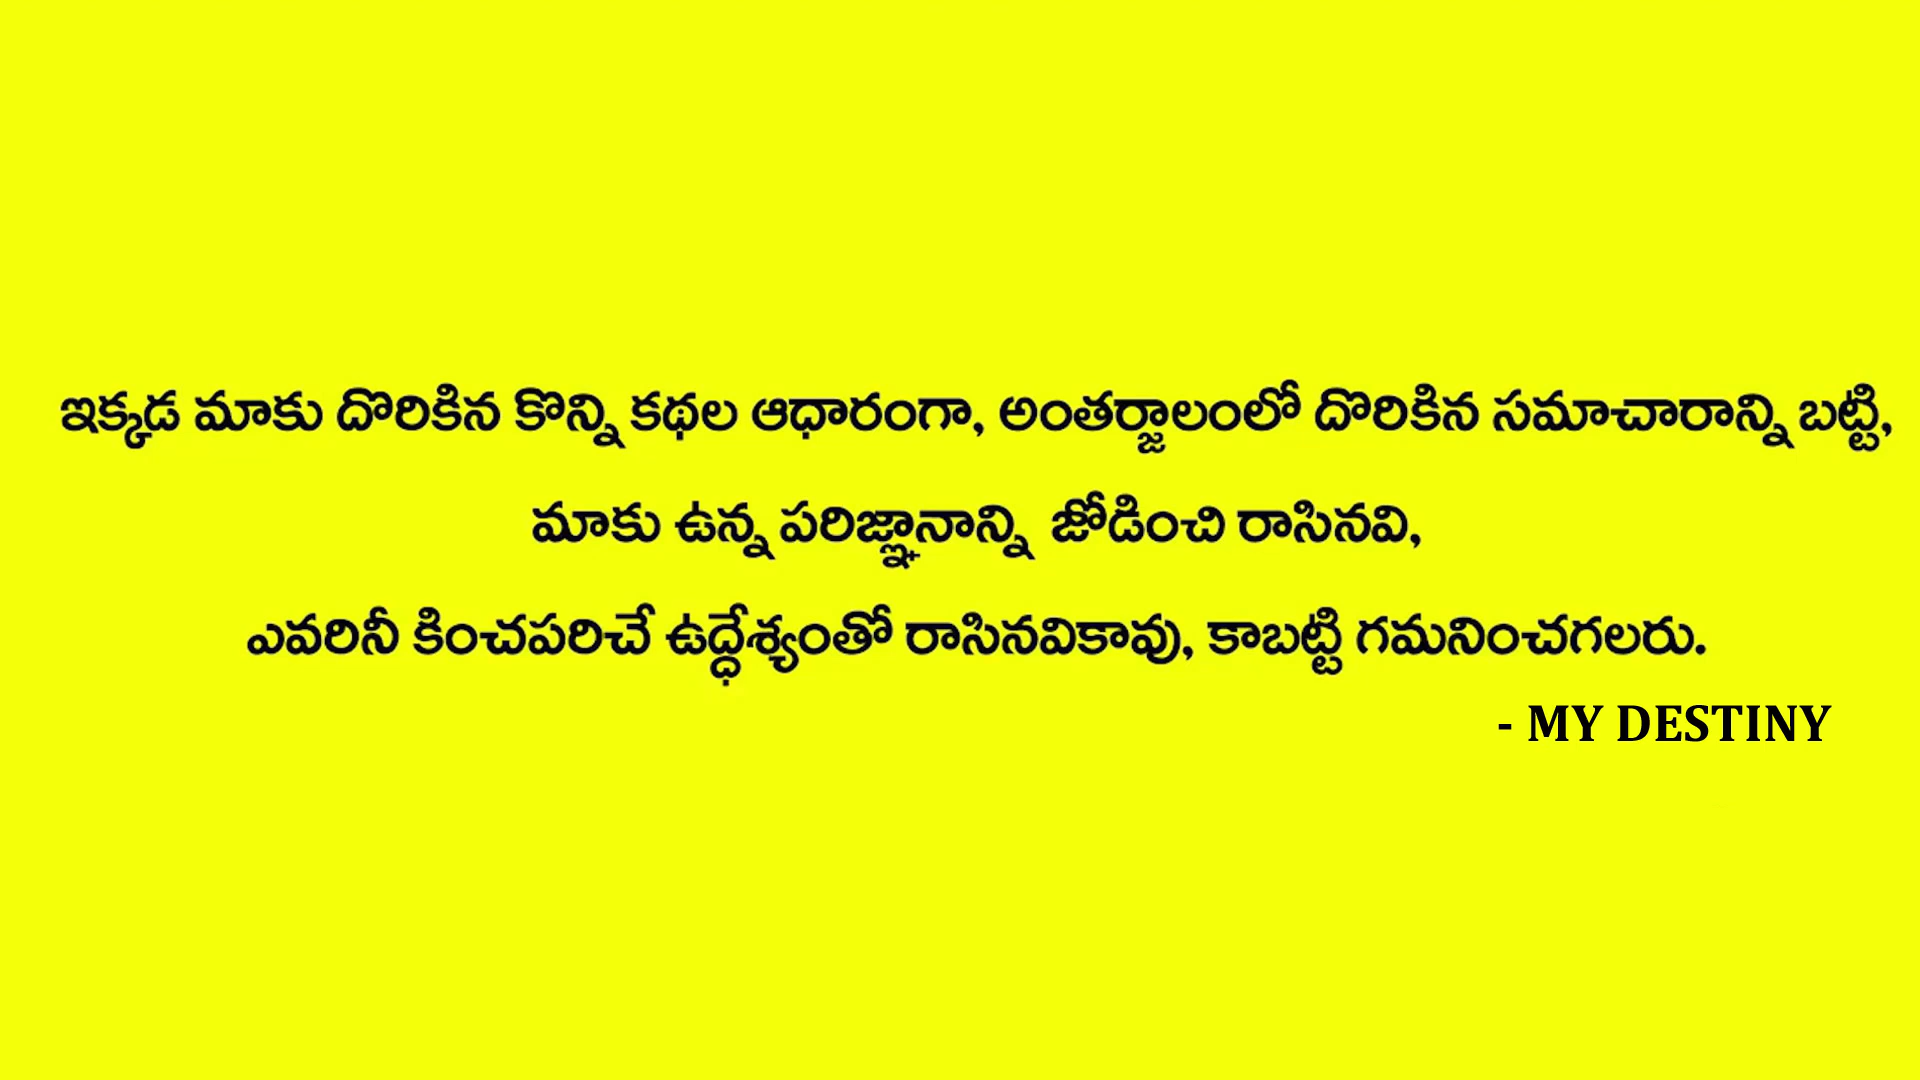 ఇక్కడ మాకు దొరికిన కొన్ని కథల ఆధారంగా, అంతర్జాలంలో దొరికిన సమాచారాన్ని బట్టి,
మాకు ఉన్న పరిజ్ఞానాన్ని జోడించి రాసినవి,
ఎవరినీ కించపరిచే ఉద్ధేశ్యంతో రాసినవికావు, కాబట్టి గమనించగలరు.
- MY DESTINY